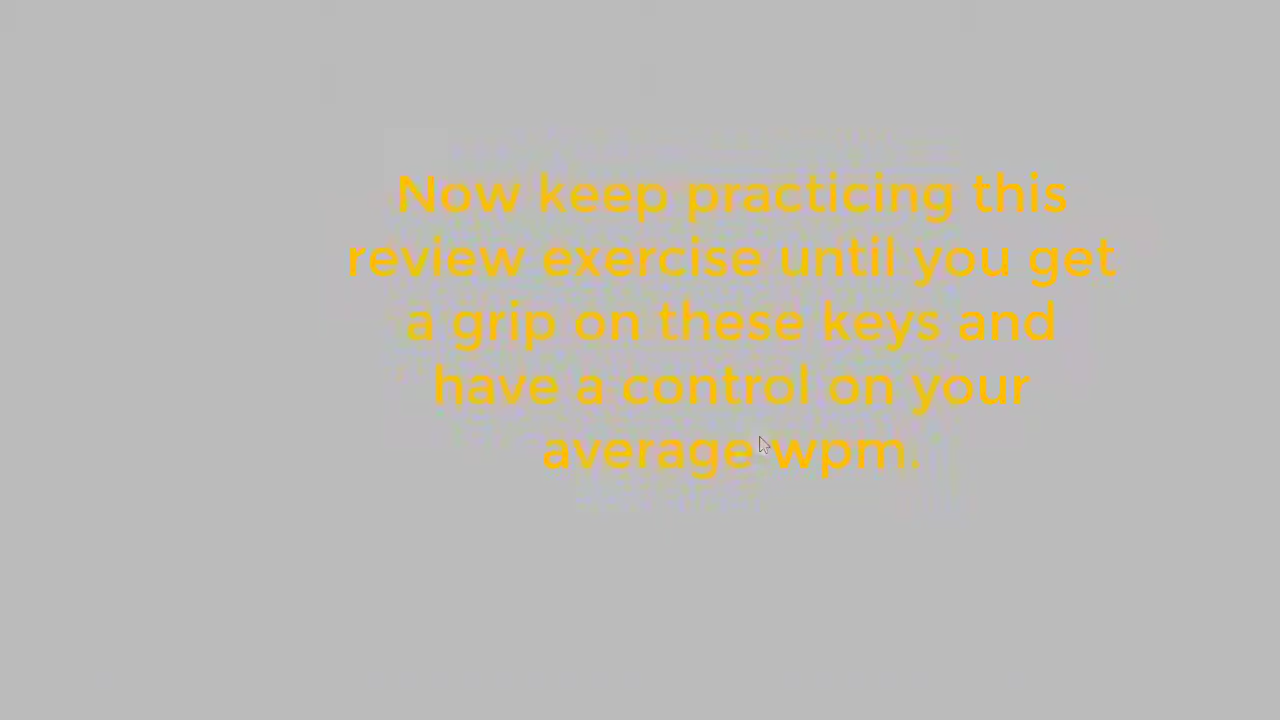 Now keep practicing this
review exercise until you get
a grip on these keys and
have a control on your
average wpm.